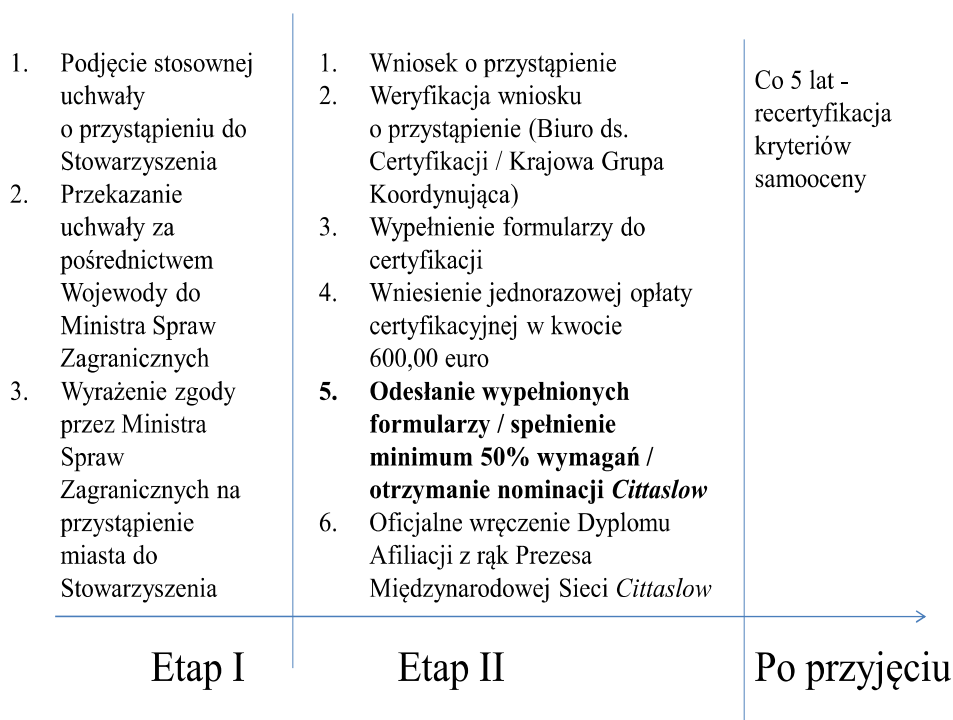 1. Podjęcie stosownej
uchwały
o przystąpieniu do
Stowarzyszenia
2. Przekazanie
uchwały za
pośrednictwem
Wojewody do
Ministra Spraw
Zagranicznych
3. Wyrażenie zgody
przez Ministra
Spraw
Zagranicznych na
przystąpienie
miasta do
Stowarzyszenia
Etap I
1. Wniosek o przystąpienie
2. Weryfikacja wniosku
o przystąpienie (Biuro ds.
Certyfikacji / Krajowa Grupa
Koordynująca)
3. Wypełnienie formularzy do
certyfikacji
4. Wniesienie jednorazowej opłaty
certyfikacyjnej w kwocie
600,00 euro
5. Odesłanie wypełnionych
formularzy / spełnienie
minimum 50% wymagań /
otrzymanie nominacji Cittaslow
6. Oficjalne wręczenie Dyplomu
Afiliacji z rąk Prezesa
Międzynarodowej Sieci Cittaslow
Etap II
Co 5 lat -
recertyfikacja
kryteriów
samooceny
Po przyjęciu